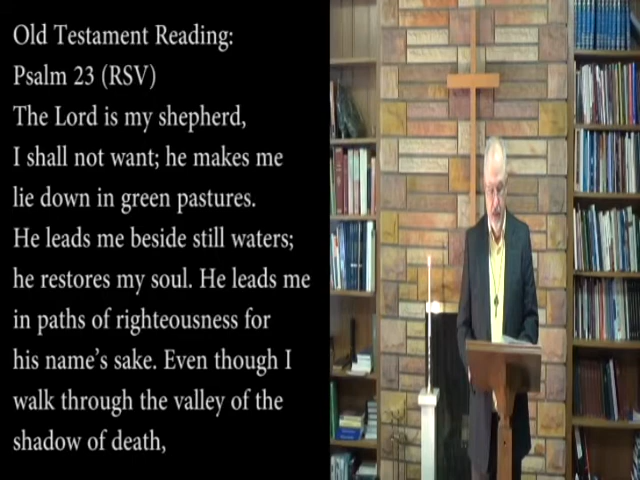 Old Testament Reading:
Psalm 23 (RSV)
The Lord is my shepherd,
I shall not want; he makes me
lie down in green pastures.
He leads me beside still waters;
he restores my soul. He leads me
in paths of righteousness for
his name's sake. Even though I
walk through the valley of the
shadow of death,